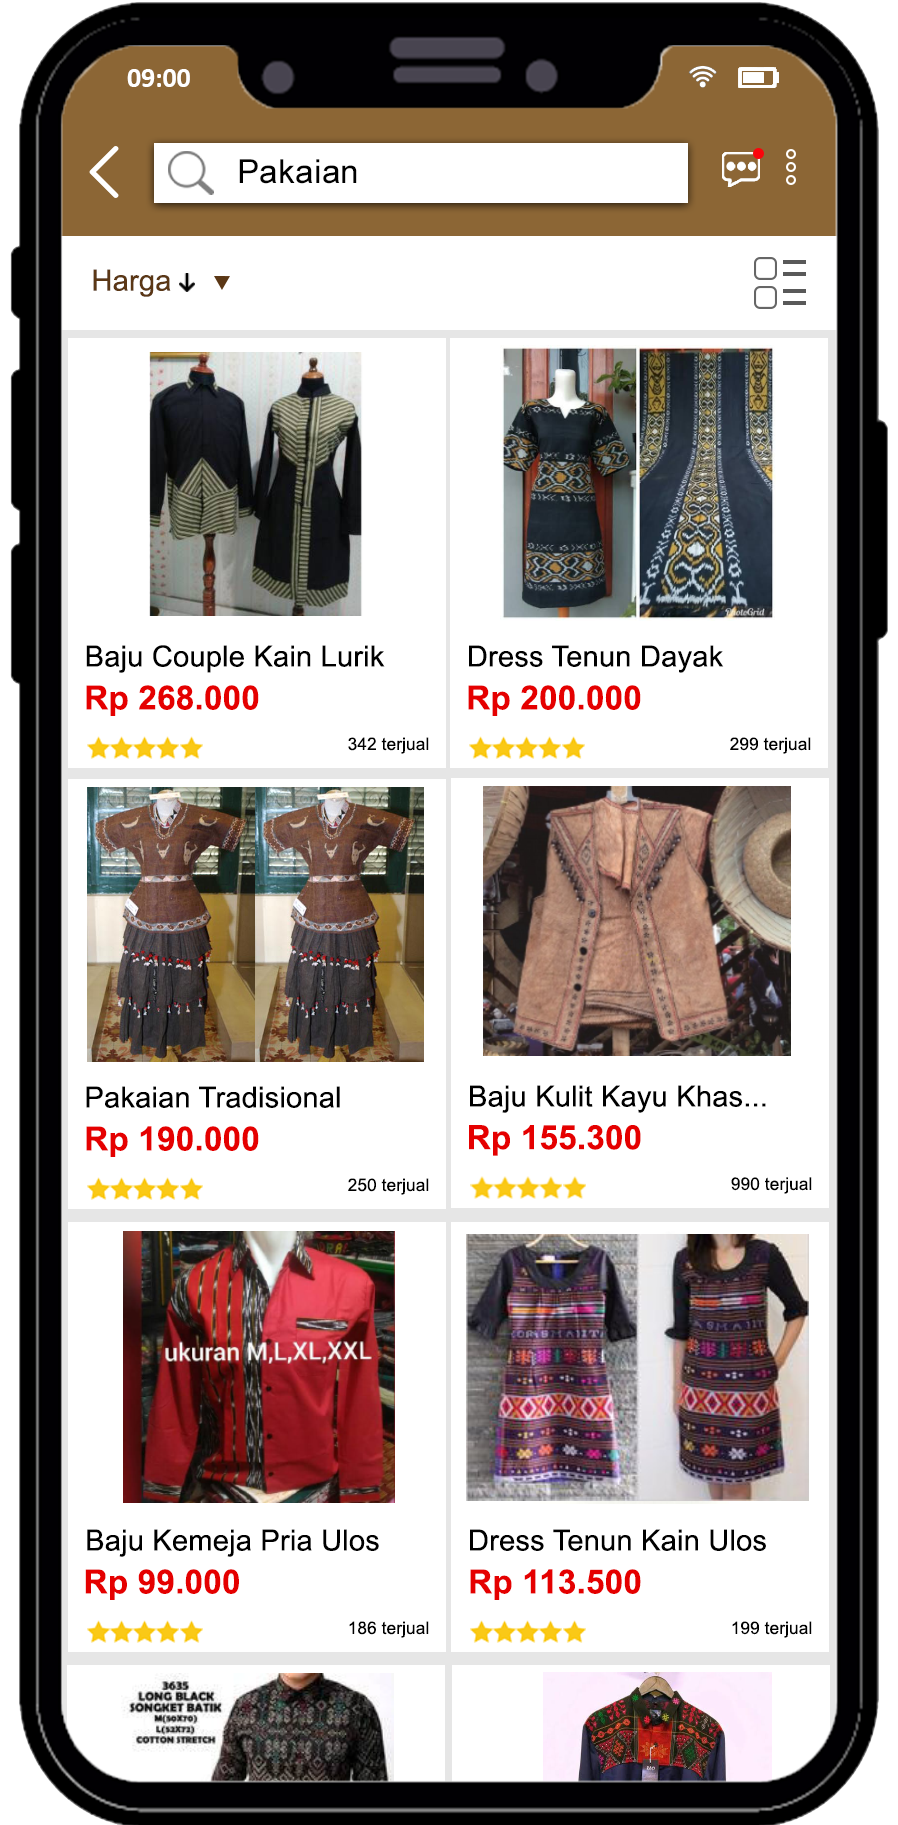 09:00
Pakaian
Harga
Baju Couple Kain Lurik
Rp 268.000
342 terjual
PhotoGrid
Dress Tenun Dayak
Rp 200.000
299 terjual
Pakaian Tradisional
Rp 190.000
250 terjual
Baju Kulit Kayu Khas...
Rp 155.300
990 terjual
ukuran M,L,XL,XXL
Baju Kemeja Pria Ulos
Rp 99.000
186 terjual
Dress Tenun Kain Ulos
Rp 113.500
199 terjual
3635
LONG BLACK
SONGKET BATIK
M(50X70)
L(52X72)
COTTON STRETCH